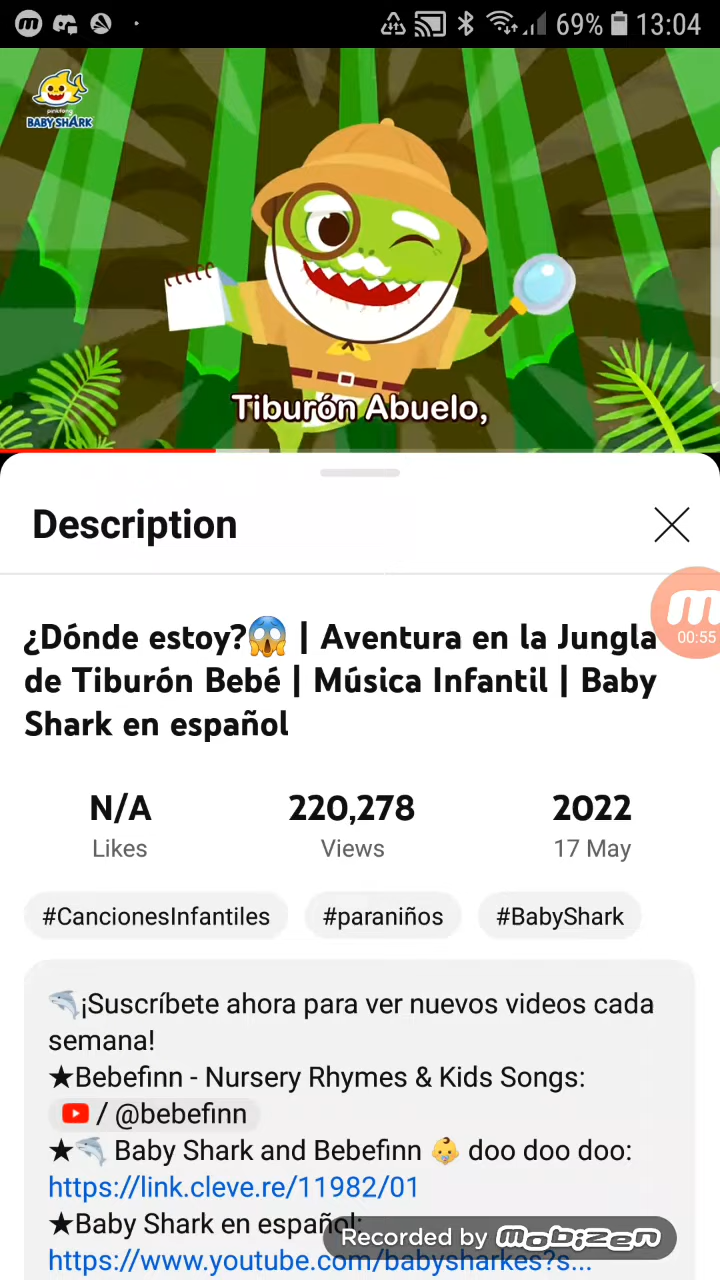 69% 13:04
pinkfong
BABY SHARK
Tiburón Abuelo,
Description
¿Dónde estoy?😱 | Aventura en la Jungla
de Tiburón Bebé | Música Infantil | Baby
Shark en español
00:55
N/A 220,278 2022
Likes Views 17 May
#CancionesInfantiles #paraniños #BabyShark
🦈¡Suscríbete ahora para ver nuevos videos cada
semana!
★Bebefinn - Nursery Rhymes & Kids Songs:
/ @bebefinn
★🦈 Baby Shark and Bebefinn 👶 doo doo doo:
https://link.cleve.re/11982/01
★Baby Shark en español:
Recorded by mobizen
https://www.youtube.com/babysharkes?s...